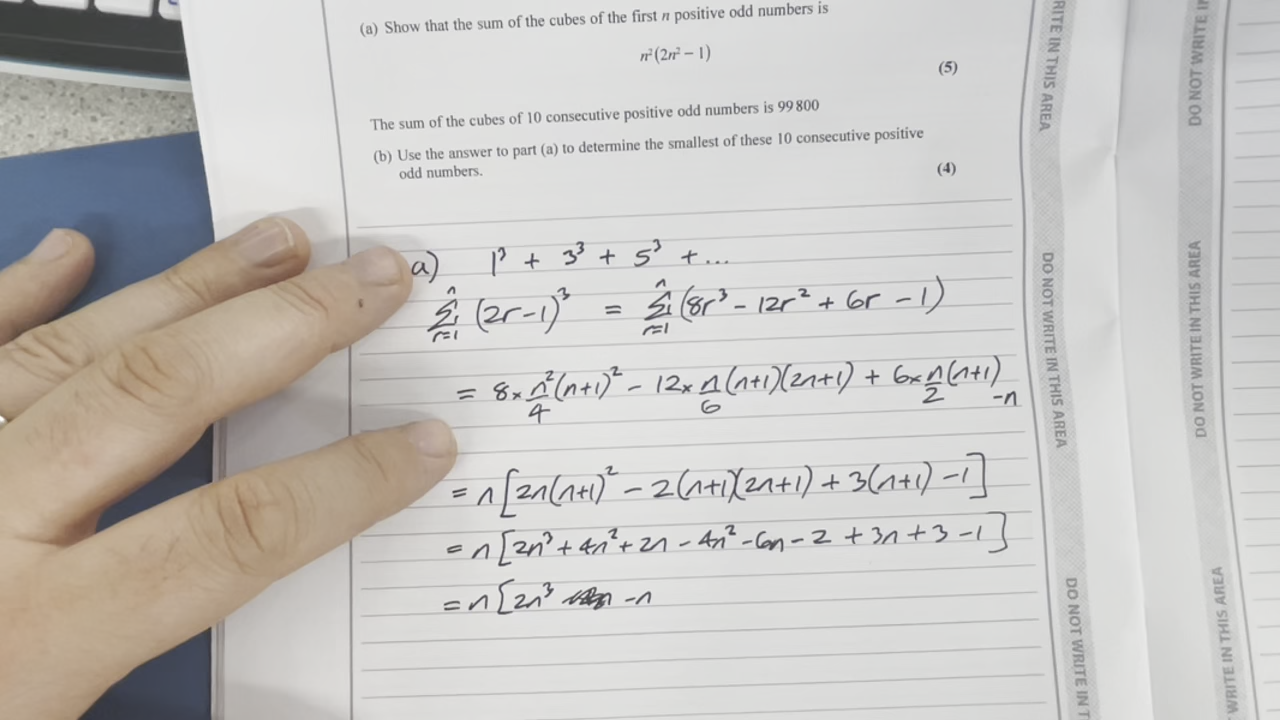 (a) Show that the sum of the cubes of the first n positive odd numbers is
n²(2n² − 1)
(5)
The sum of the cubes of 10 consecutive positive odd numbers is 99 800
(b) Use the answer to part (a) to determine the smallest of these 10 consecutive positive
odd numbers.
(4)
a) 1³ + 3³ + 5³ + ...
n∑r=1 (2r−1)³ = n∑r=1 (8r³ − 12r² + 6r − 1)
= 8 × n²/4 (n+1)² − 12 × n/6 (n+1)(2n+1) + 6 × n/2 (n+1) −n
= n[2n(n+1)² − 2(n+1)(2n+1) + 3(n+1) −1]
= n[2n³ + 4n² + 2n − 4n² − 6n − 2 + 3n + 3 − 1]
= n[2n³ −n
RITE IN THIS AREA
DO NOT WRITE IN THIS AREA
DO NOT WRITE IN T
DO NOT WRITE IN
DO NOT WRITE IN THIS AREA
WRITE IN THIS AREA